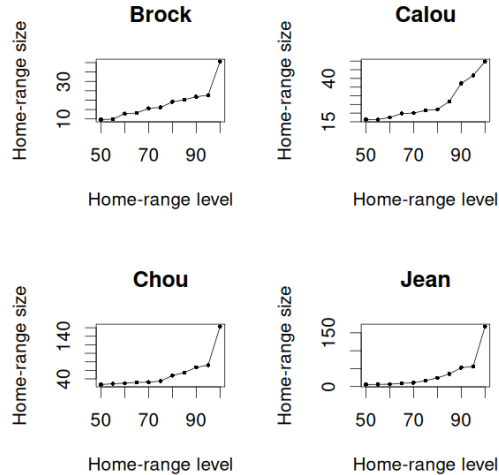 Brock
Home-range size
10 30
50 70 90
Home-range level
Calou
Home-range size
15 40
50 70 90
Home-range level
Chou
Home-range size
40 140
50 70 90
Home-range level
Jean
Home-range size
0 150
50 70 90
Home-range level